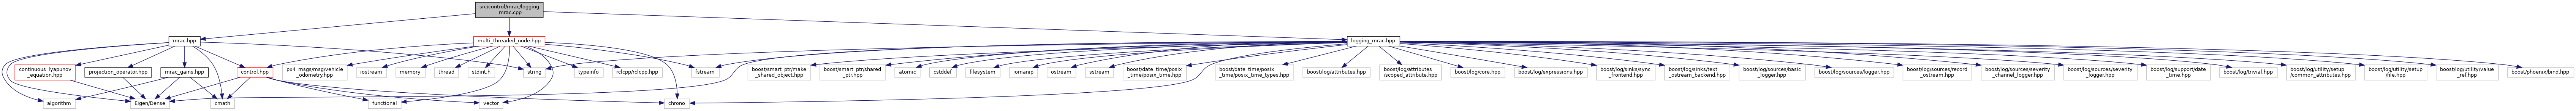 src/control/mrac/logging
_mrac.cpp
mrac.hpp
multi_threaded_node.hpp
logging_mrac.hpp
continuous_lyapunov
_equation.hpp
projection_operator.hpp
mrac_gains.hpp
control.hpp
px4_msgs/msg/vehicle
_odometry.hpp
iostream
memory
thread
stdint.h
string
typeinfo
rclcpp/rclcpp.hpp
fstream
boost/smart_ptr/make
_shared_object.hpp
boost/smart_ptr/shared
_ptr.hpp
atomic
cstddef
filesystem
iomanip
ostream
sstream
boost/date_time/posix
_time/posix_time.hpp
boost/date_time/posix
_time/posix_time_types.hpp
boost/log/attributes.hpp
boost/log/attributes
/scoped_attribute.hpp
boost/log/core.hpp
boost/log/expressions.hpp
boost/log/sinks/sync
_frontend.hpp
boost/log/sinks/text
_ostream_backend.hpp
boost/log/sources/basic
_logger.hpp
boost/log/sources/logger.hpp
boost/log/sources/record
_ostream.hpp
boost/log/sources/severity
_channel_logger.hpp
boost/log/sources/severity
_logger.hpp
boost/log/support/date
_time.hpp
boost/log/trivial.hpp
boost/log/utility/setup
/common_attributes.hpp
boost/log/utility/setup
/file.hpp
boost/log/utility/value
_ref.hpp
boost/phoenix/bind.hpp
algorithm
Eigen/Dense
cmath
functional
vector
chrono